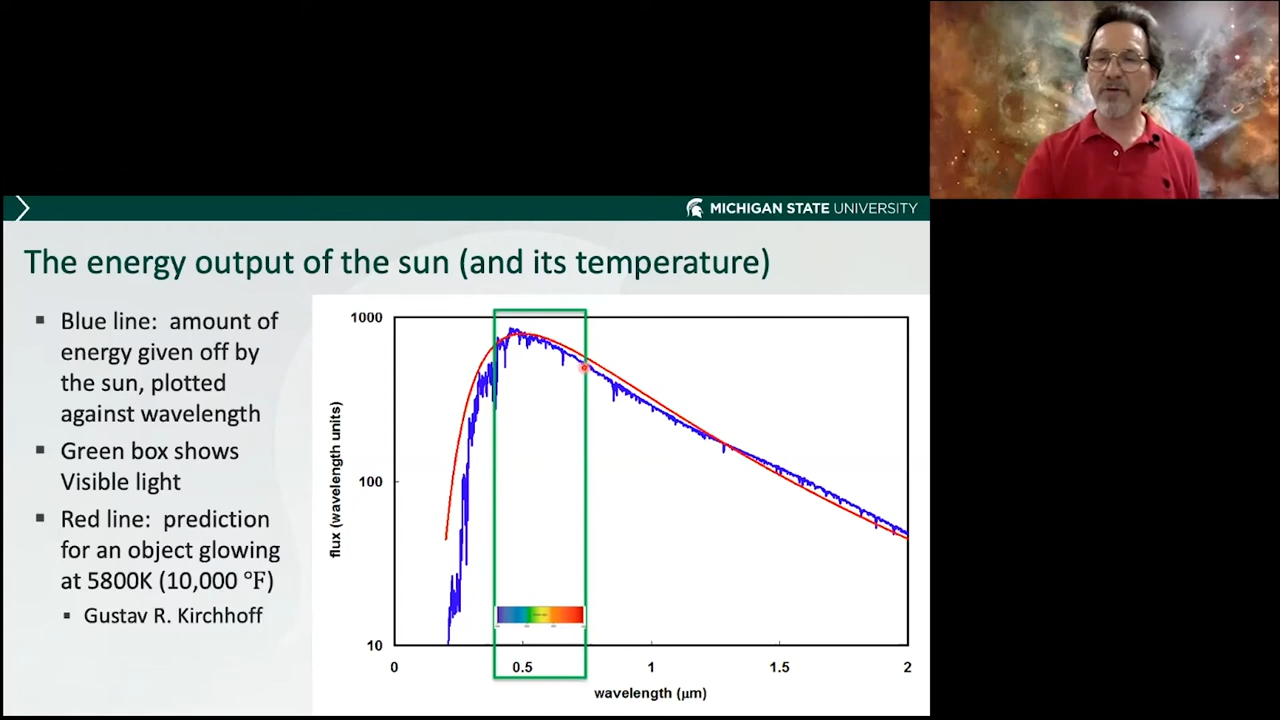 MICHIGAN STATE UNIVERSITY
The energy output of the sun (and its temperature)
▪ Blue line: amount of
energy given off by
the sun, plotted
against wavelength
▪ Green box shows
Visible light
▪ Red line: prediction
for an object glowing
at 5800K (10,000 °F)
▪ Gustav R. Kirchhoff
1000
100
10
flux (wavelength units)
0 0.5 1 1.5 2
wavelength (μm)